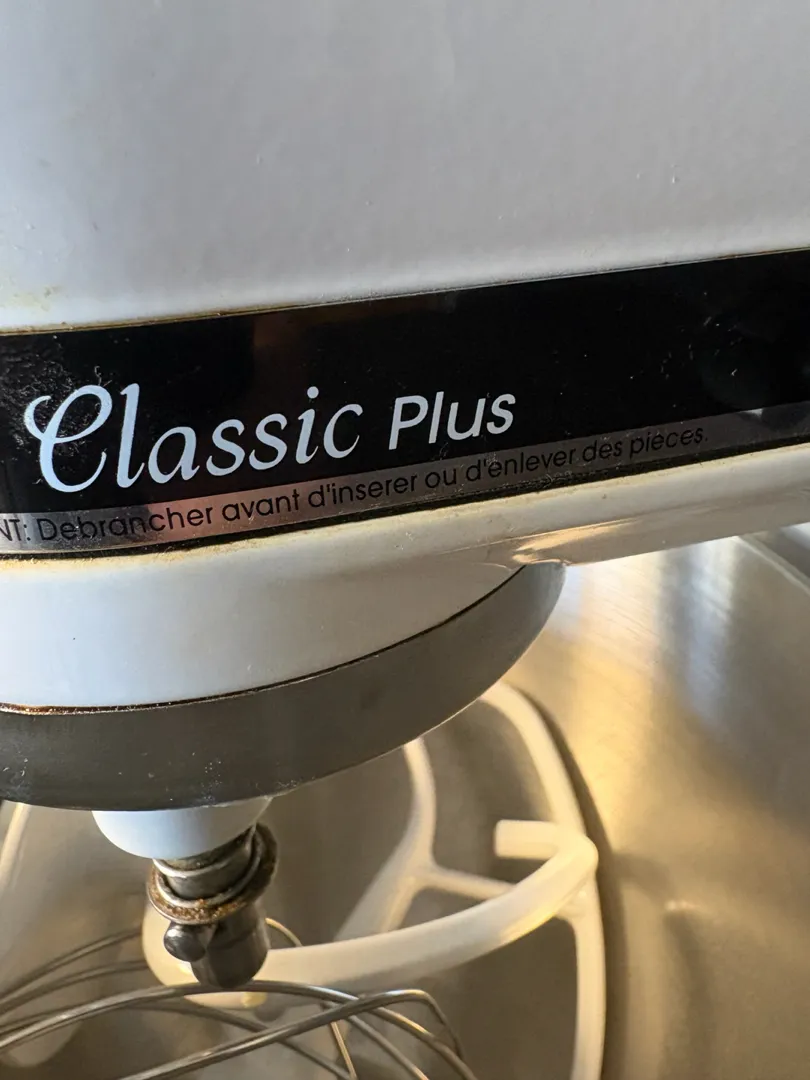 Classic Plus
NT: Debrancher avant d'inserer ou d'enlever des pieces.